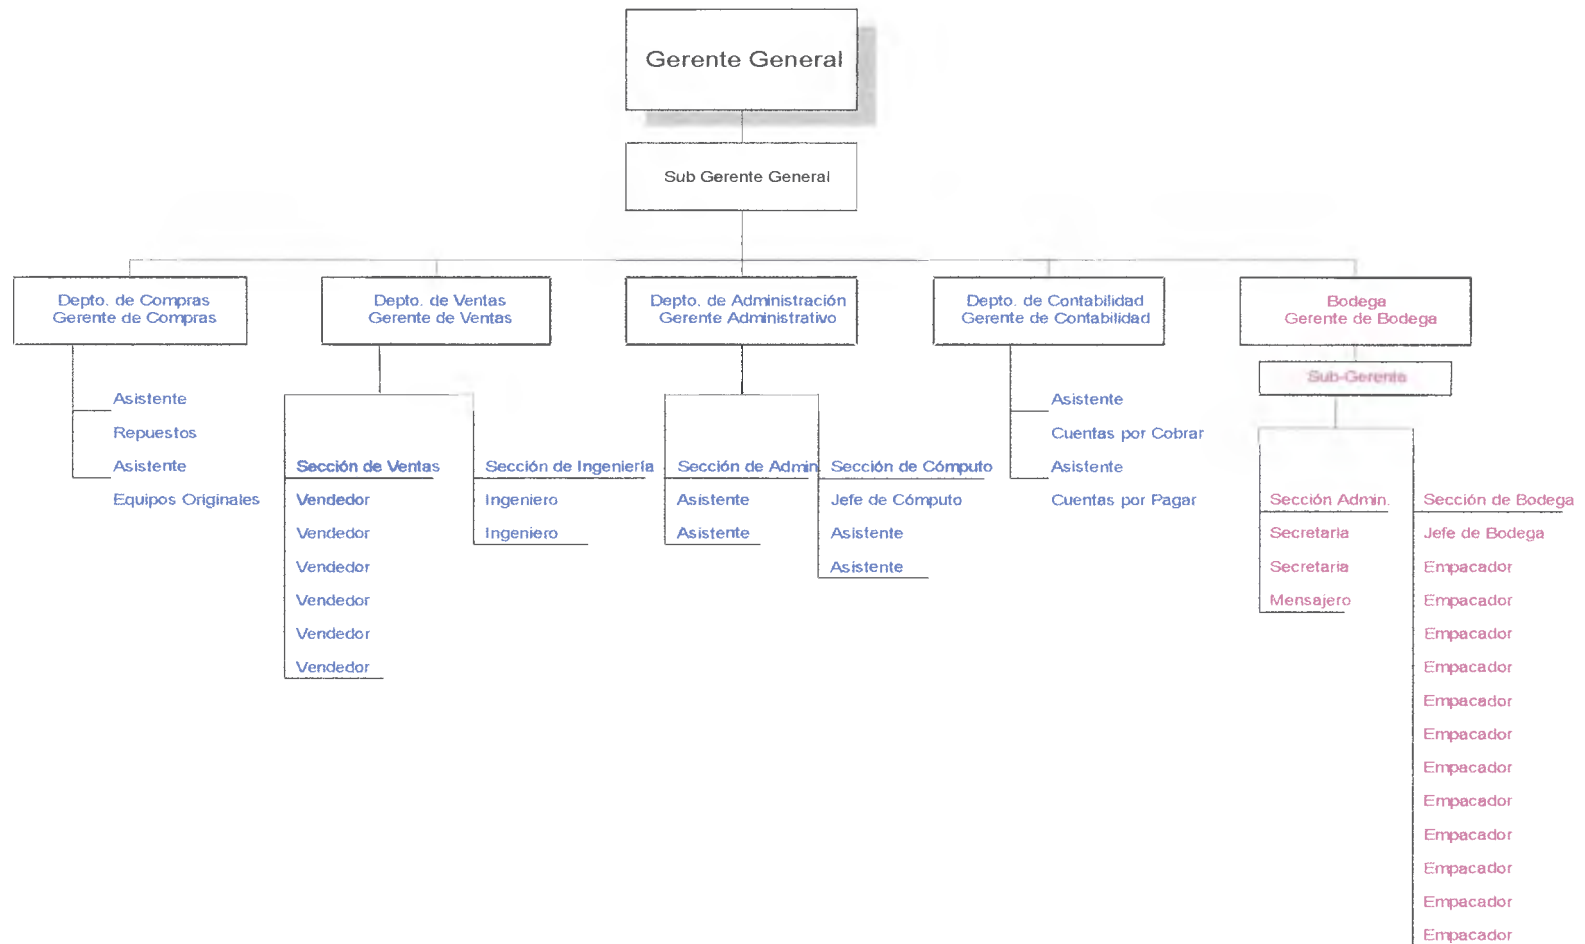 Gerente General
Sub Gerente General
Depto. de Compras
Gerente de Compras
Depto. de Ventas
Gerente de Ventas
Depto. de Administración
Gerente Administrativo
Depto. de Contabilidad
Gerente de Contabilidad
Bodega
Gerente de Bodega
Sub-Gerente
Asistente
Repuestos
Asistente
Equipos Originales
Sección de Ventas
Vendedor
Vendedor
Vendedor
Vendedor
Vendedor
Vendedor
Sección de Ingeniería
Ingeniero
Ingeniero
Sección de Admin
Asistente
Asistente
Sección de Cómputo
Jefe de Cómputo
Asistente
Asistente
Asistente
Cuentas por Cobrar
Asistente
Cuentas por Pagar
Sección Admin.
Secretaria
Secretaria
Mensajero
Sección de Bodega
Jefe de Bodega
Empacador
Empacador
Empacador
Empacador
Empacador
Empacador
Empacador
Empacador
Empacador
Empacador
Empacador
Empacador